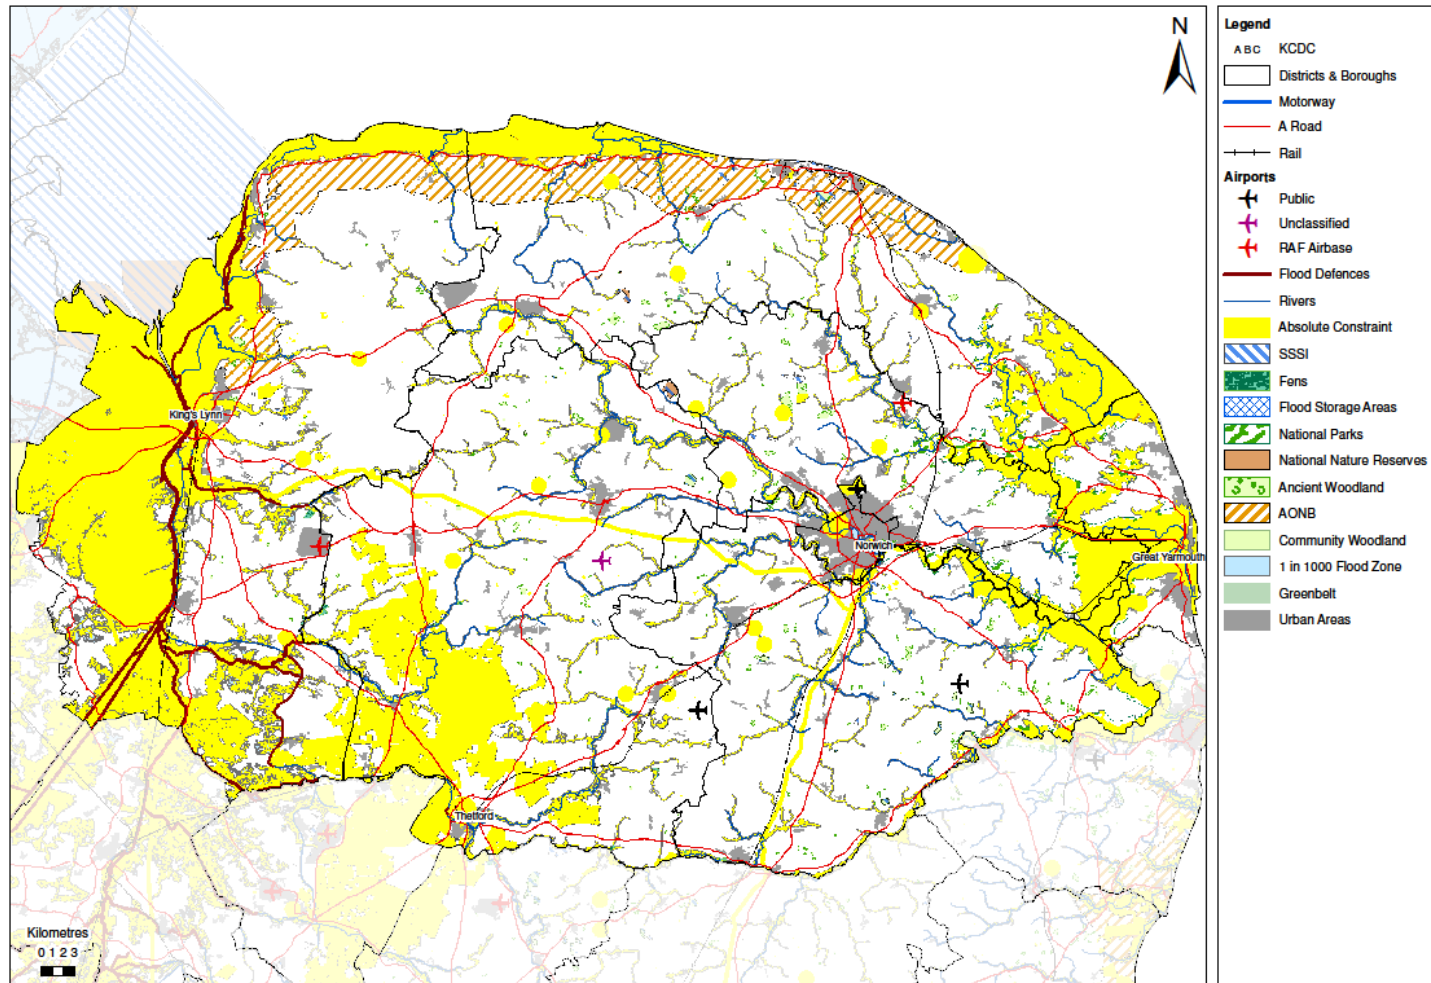 N
King's Lynn
Norwich
Great Yarmouth
Thetford
Kilometres
0 1 2 3
Legend
A B C KCDC
Districts & Boroughs
Motorway
A Road
Rail
Airports
Public
Unclassified
RAF Airbase
Flood Defences
Rivers
Absolute Constraint
SSSI
Fens
Flood Storage Areas
National Parks
National Nature Reserves
Ancient Woodland
AONB
Community Woodland
1 in 1000 Flood Zone
Greenbelt
Urban Areas